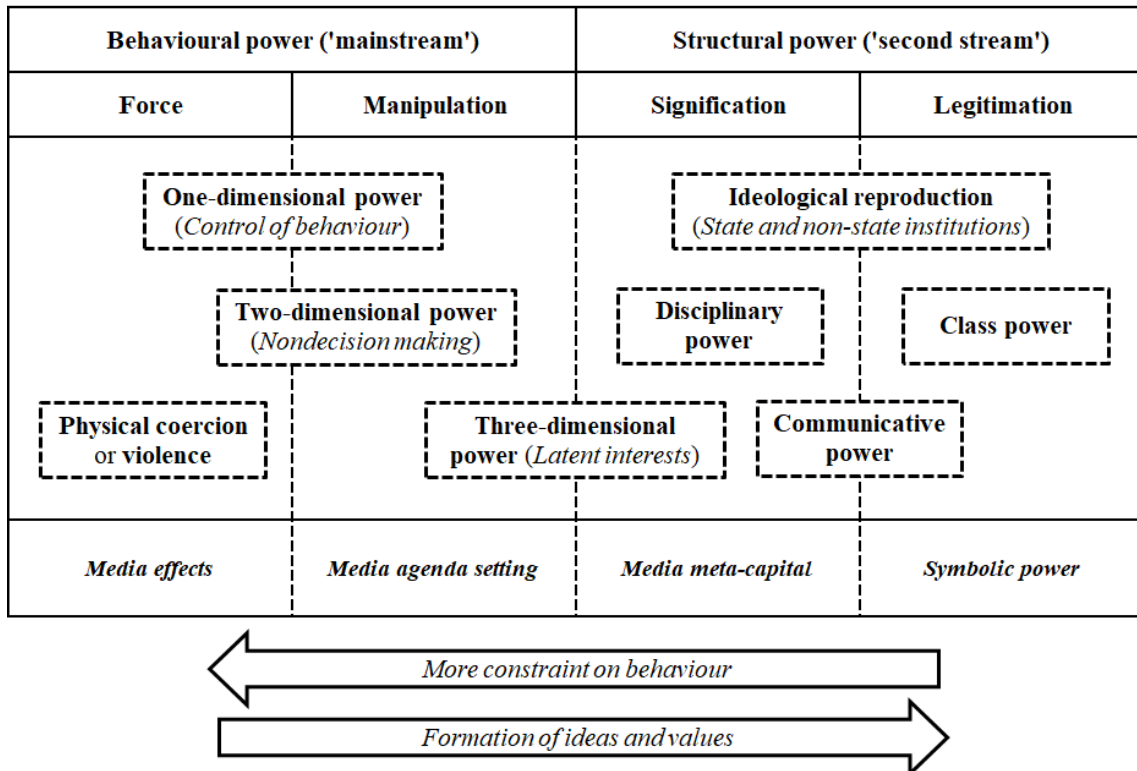 Behavioural power ('mainstream')
Structural power ('second stream')
Force
Manipulation
Signification
Legitimation
One-dimensional power
(Control of behaviour)
Ideological reproduction
(State and non-state institutions)
Two-dimensional power
(Nondecision making)
Disciplinary
power
Class power
Physical coercion
or violence
Three-dimensional
power (Latent interests)
Communicative
power
Media effects
Media agenda setting
Media meta-capital
Symbolic power
More constraint on behaviour
Formation of ideas and values